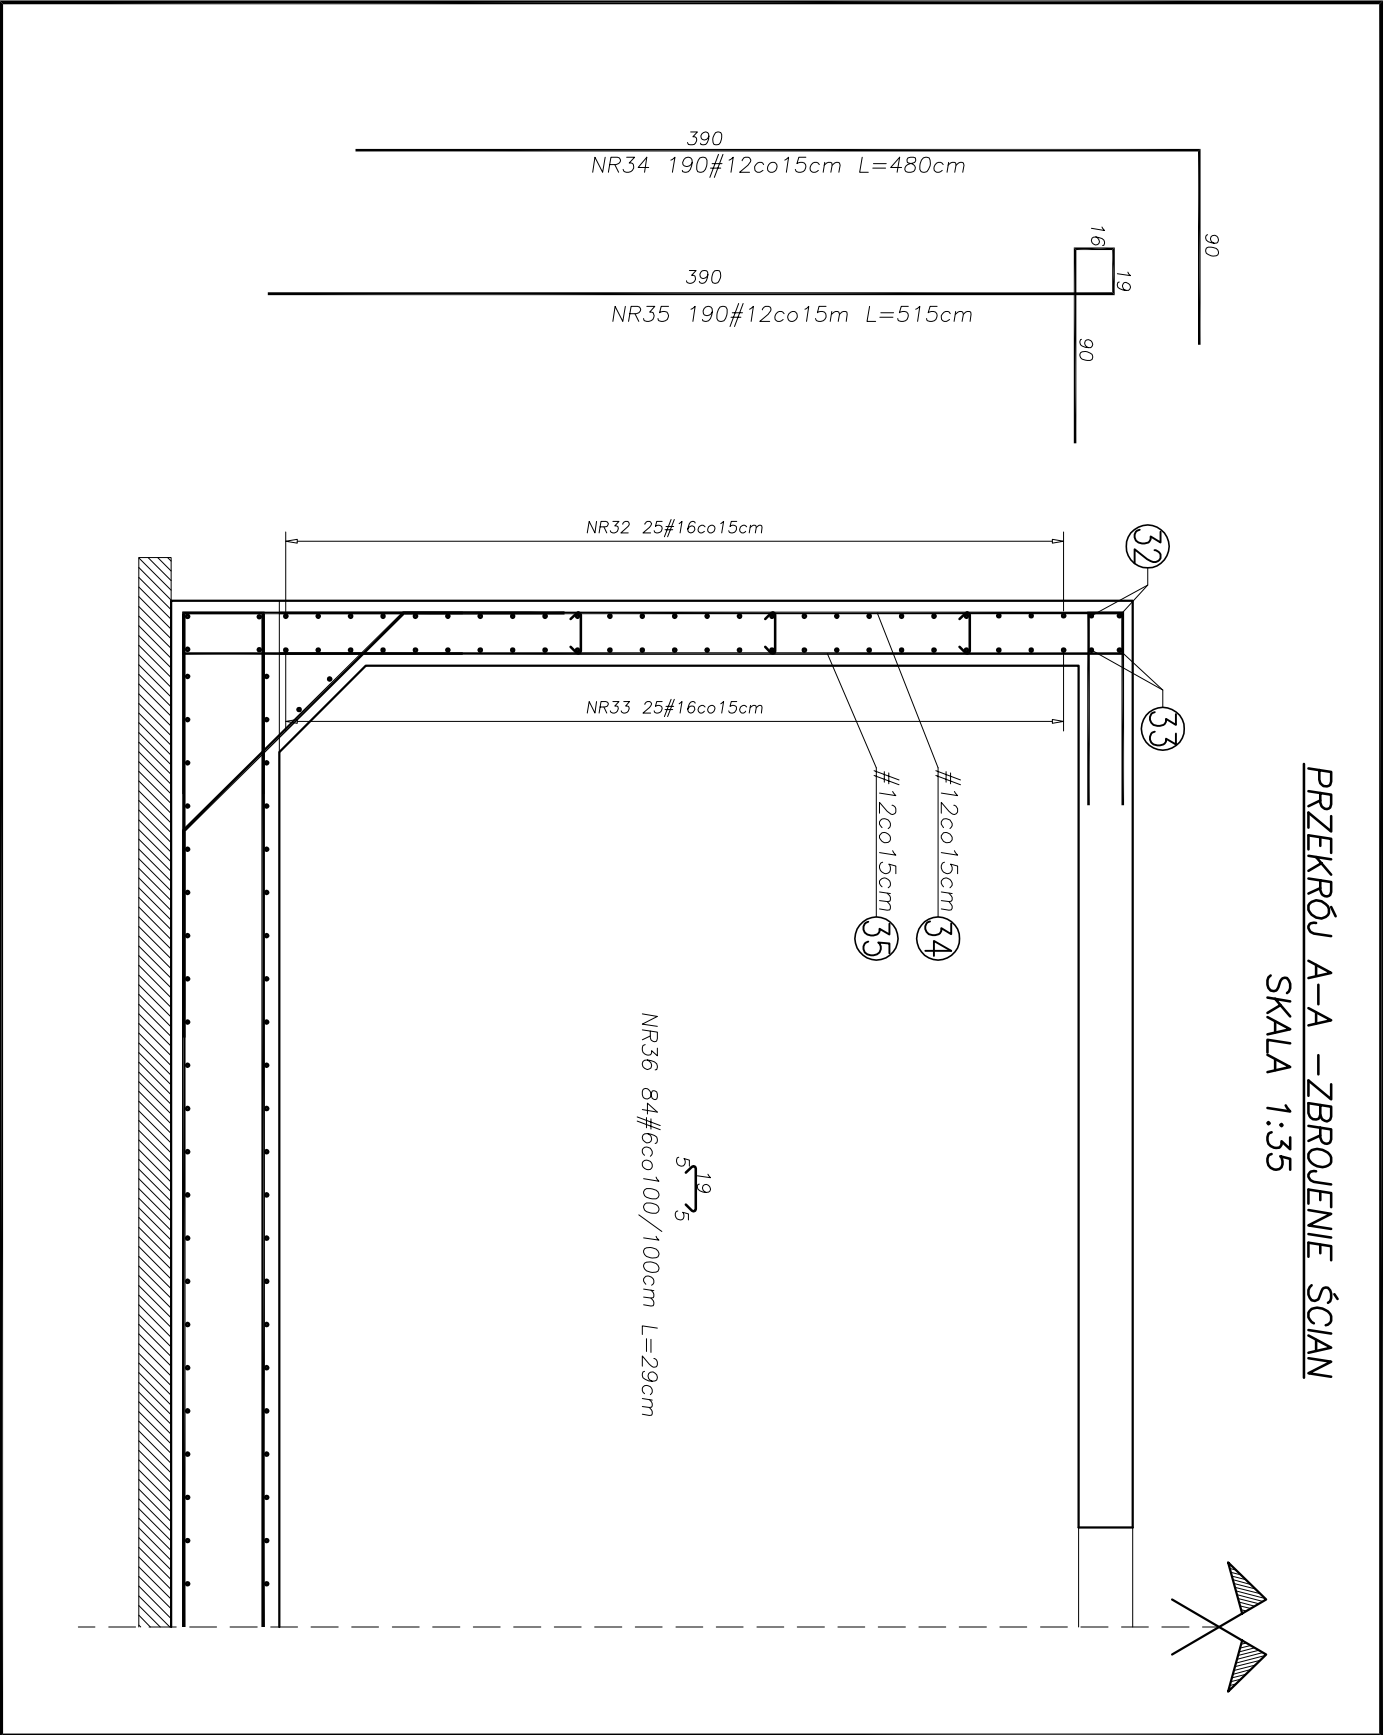 PRZEKRÓJ A-A -ZBROJENIE ŚCIAN
SKALA 1:35
390
NR34 190#12co15cm L=480cm
90
16
19
390
NR35 190#12co15m L=515cm
90
NR32 25#16co15cm
32
33
NR33 25#16co15cm
#12co15cm
34
#12co15cm
35
19
5
5
NR36 84#6co100/100cm L=29cm